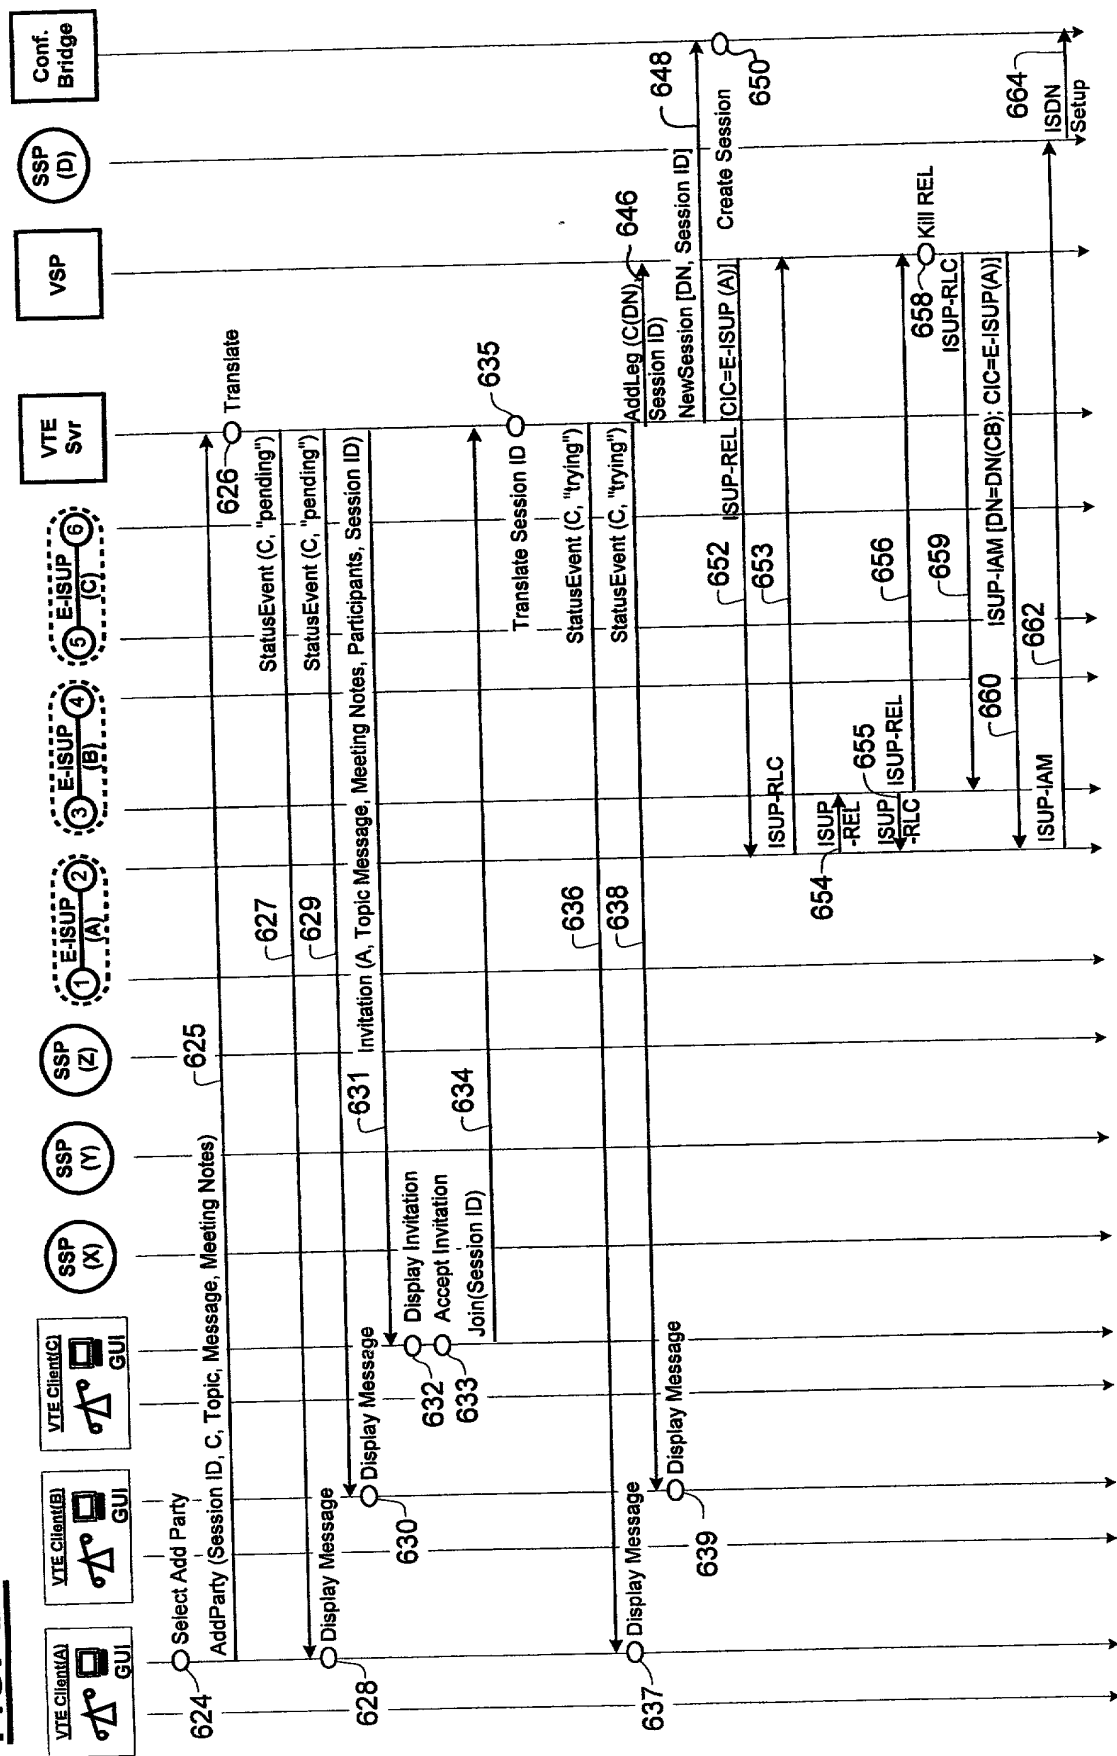 VTE Client(A)
GUI
VTE Client(B)
GUI
VTE Client(C)
GUI
SSP
(X)
SSP
(Y)
SSP
(Z)
1
E-ISUP
(A)
2
3
E-ISUP
(B)
4
5
E-ISUP
(C)
6
VTE
Svr
VSP
SSP
(D)
Conf.
Bridge
624
Select Add Party
AddParty (Session ID, C, Topic, Message, Meeting Notes)
625
626
Translate
627
StatusEvent (C, "pending")
628
Display Message
629
StatusEvent (C, "pending")
630
Display Message
631
Invitation (A, Topic Message, Meeting Notes, Participants, Session ID)
632
Display Invitation
633
Accept Invitation
Join(Session ID)
634
635
Translate Session ID
636
StatusEvent (C, "trying")
637
Display Message
638
StatusEvent (C, "trying")
639
Display Message
AddLeg (C(DN),
Session ID)
646
NewSession [DN, Session ID]
648
Create Session
650
652
ISUP-REL [CIC=E-ISUP (A)]
ISUP-RLC
653
654
ISUP
-REL
655
ISUP
-RLC
ISUP-REL
656
658
Kill REL
659
ISUP-RLC
660
ISUP-IAM [DN=DN(CB); CIC=E-ISUP(A)]
ISUP-IAM
662
664
ISDN
Setup